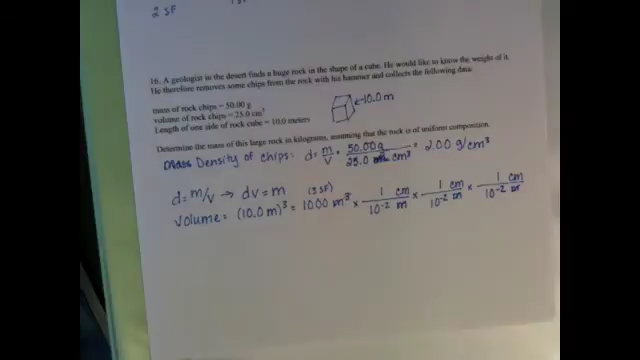 2 SF
16. A geologist in the desert finds a huge rock in the shape of a cube. He would like to know the weight of it.
He therefore removes some chips from the rock with his hammer and collects the following data:
mass of rock chips = 50.00 g
volume of rock chips = 25.0 cm³
Length of one side of rock cube = 10.0 meters
←10.0 m
Determine the mass of this large rock in kilograms, assuming that the rock is of uniform composition.
Density of chips: d = m/V = 50.00g/25.0 cm³ = 2.00 g/cm³
d = m/V → dv = m
(3 SF)
Volume = (10.0 m)³ = 1000 m³ × 1 cm/10⁻² m × 1 cm/10⁻² m × 1 cm/10⁻² m